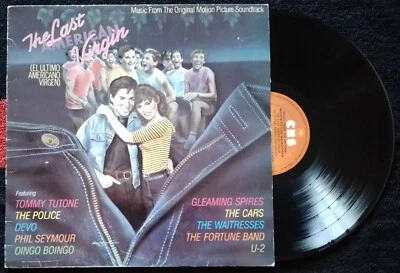 Music From The Original Motion Picture Soundtrack
The Last
AMERICAN
Virgin
(EL ULTIMO
AMERICANO
VIRGEN)
Featuring
TOMMY TUTONE
THE POLICE
DEVO
PHIL SEYMOUR
OINGO BOINGO
GLEAMING SPIRES
THE CARS
THE WAITRESSES
THE FORTUNE BAND
U-2
CBS